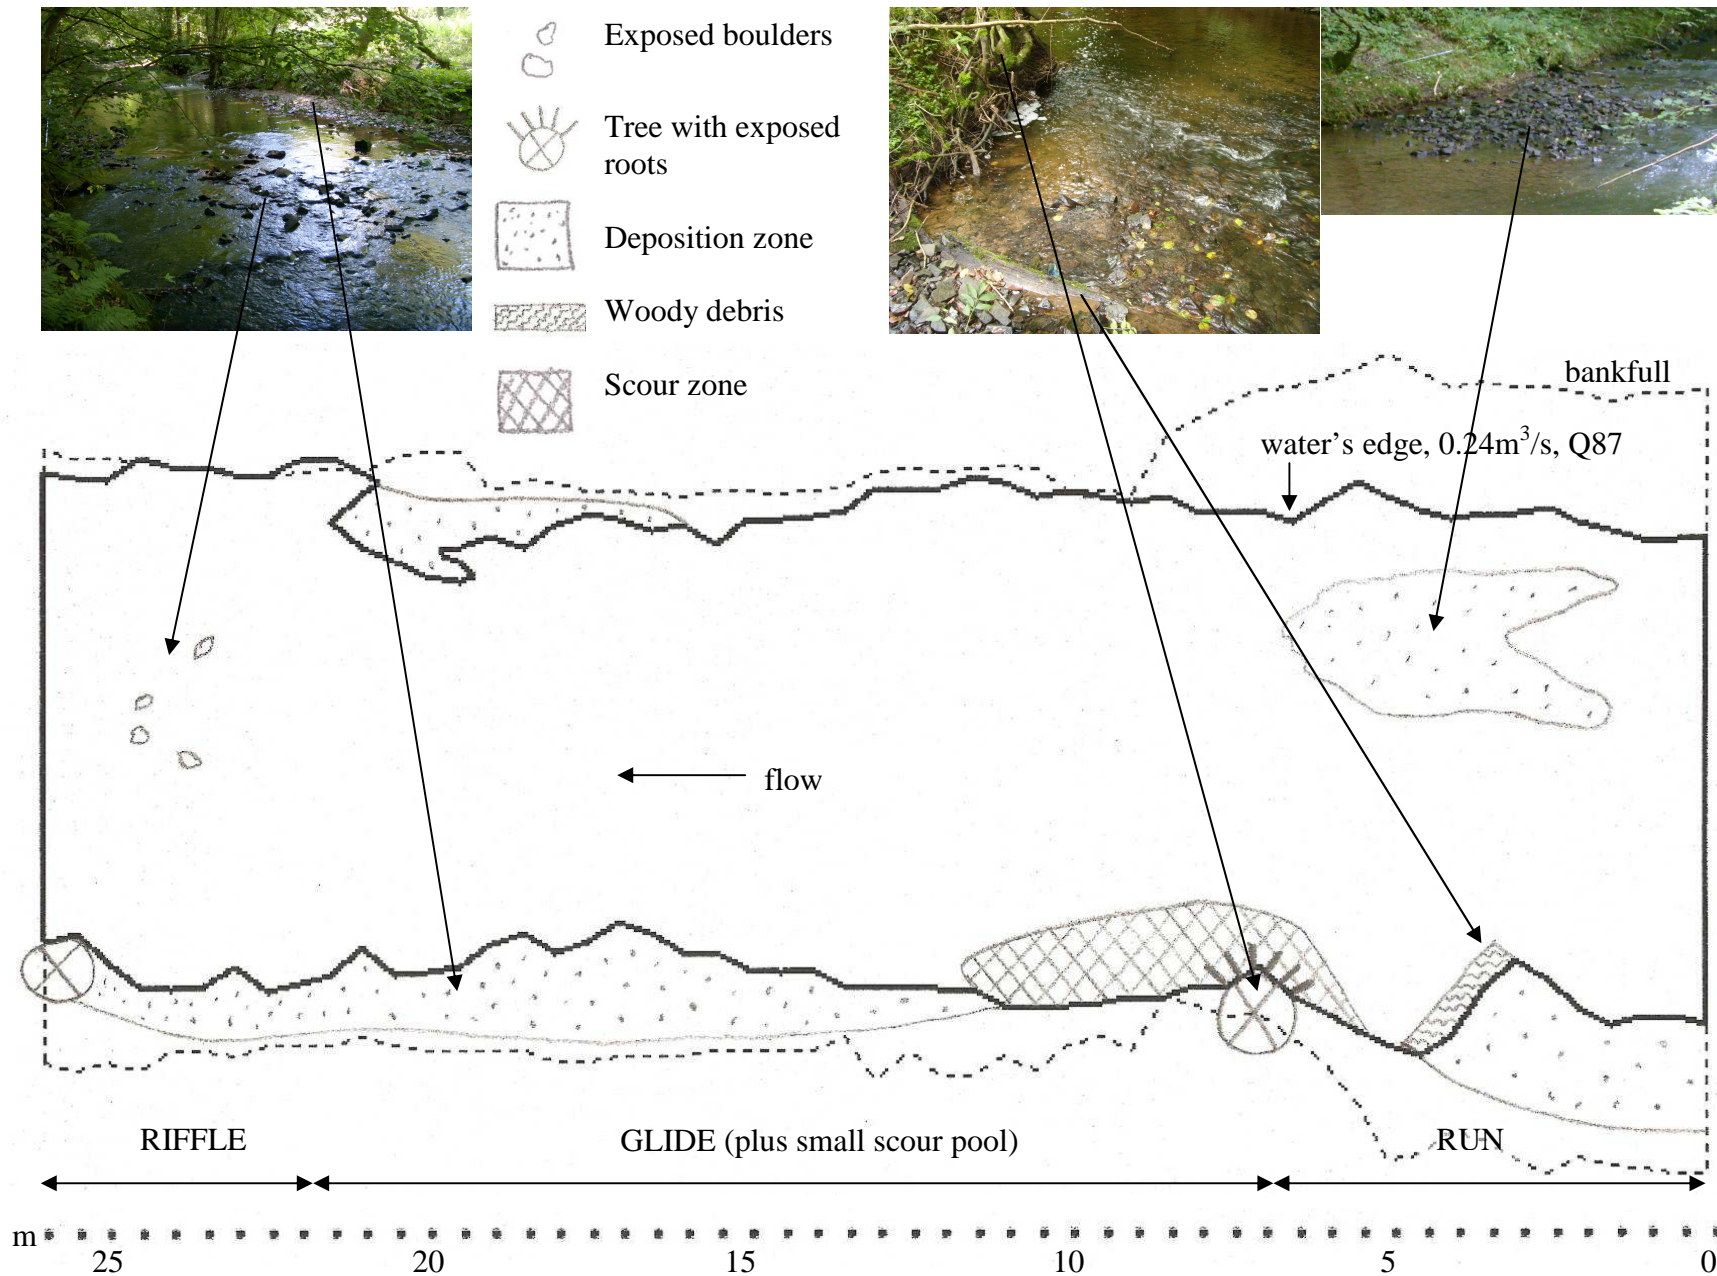 Exposed boulders
Tree with exposed
roots
Deposition zone
Woody debris
Scour zone
bankfull
water's edge, 0.24m³/s, Q87
flow
RIFFLE
GLIDE (plus small scour pool)
RUN
m
25 20 15 10 5 0